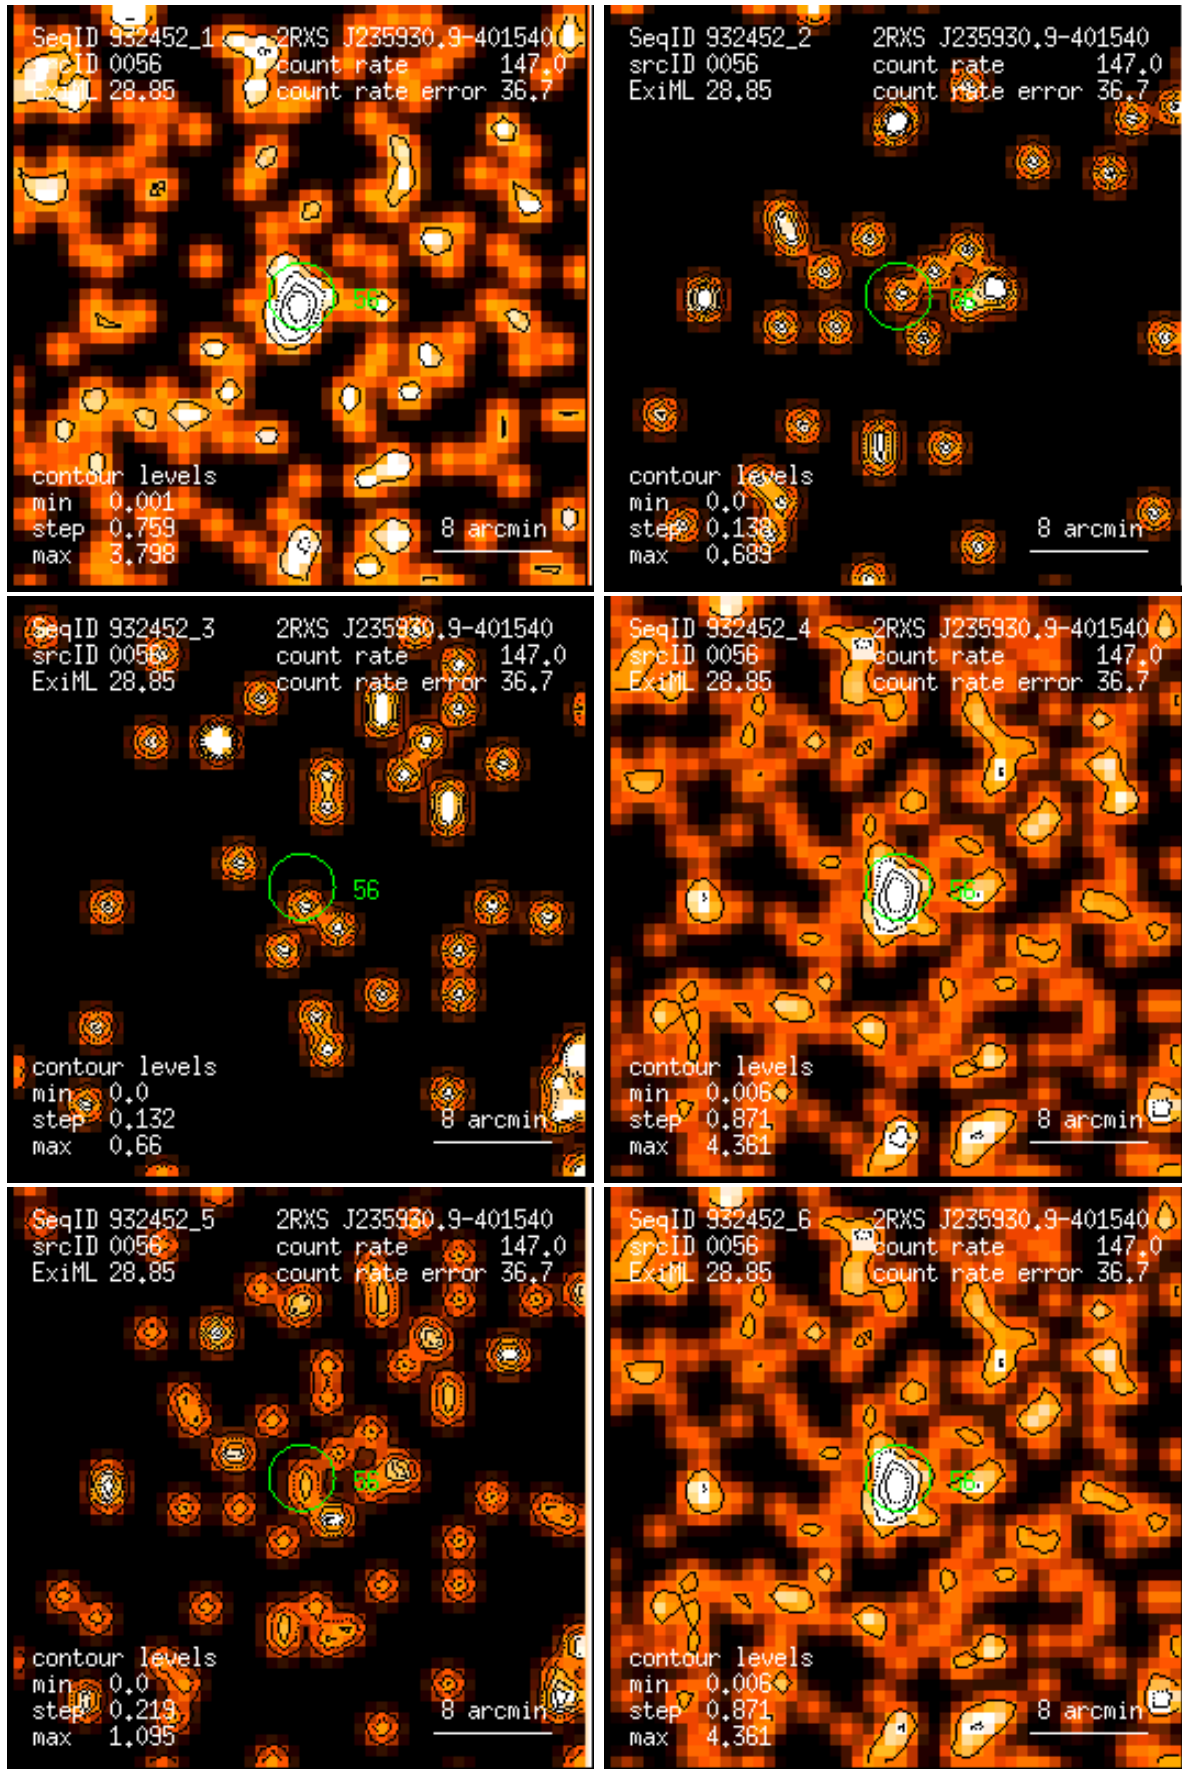 SeqID 932452_1 2RXS J235930.9-401540
srcID 0056 count rate 147.0
ExiML 28.85 count rate error 36.7
56
contour levels
min 0.001
step 0.759 8 arcmin
max 3.798
SeqID 932452_2 2RXS J235930.9-401540
srcID 0056 count rate 147.0
ExiML 28.85 count rate error 36.7
56
contour levels
min 0.0
step 0.138 8 arcmin
max 0.689
SeqID 932452_3 2RXS J235930.9-401540
srcID 0056 count rate 147.0
ExiML 28.85 count rate error 36.7
56
contour levels
min 0.0
step 0.132 8 arcmin
max 0.66
SeqID 932452_4 2RXS J235930.9-401540
srcID 0056 count rate 147.0
ExiML 28.85 count rate error 36.7
56
contour levels
min 0.006
step 0.871 8 arcmin
max 4.361
SeqID 932452_5 2RXS J235930.9-401540
srcID 0056 count rate 147.0
ExiML 28.85 count rate error 36.7
56
contour levels
min 0.0
step 0.219 8 arcmin
max 1.095
SeqID 932452_6 2RXS J235930.9-401540
srcID 0056 count rate 147.0
ExiML 28.85 count rate error 36.7
56
contour levels
min 0.006
step 0.871 8 arcmin
max 4.361